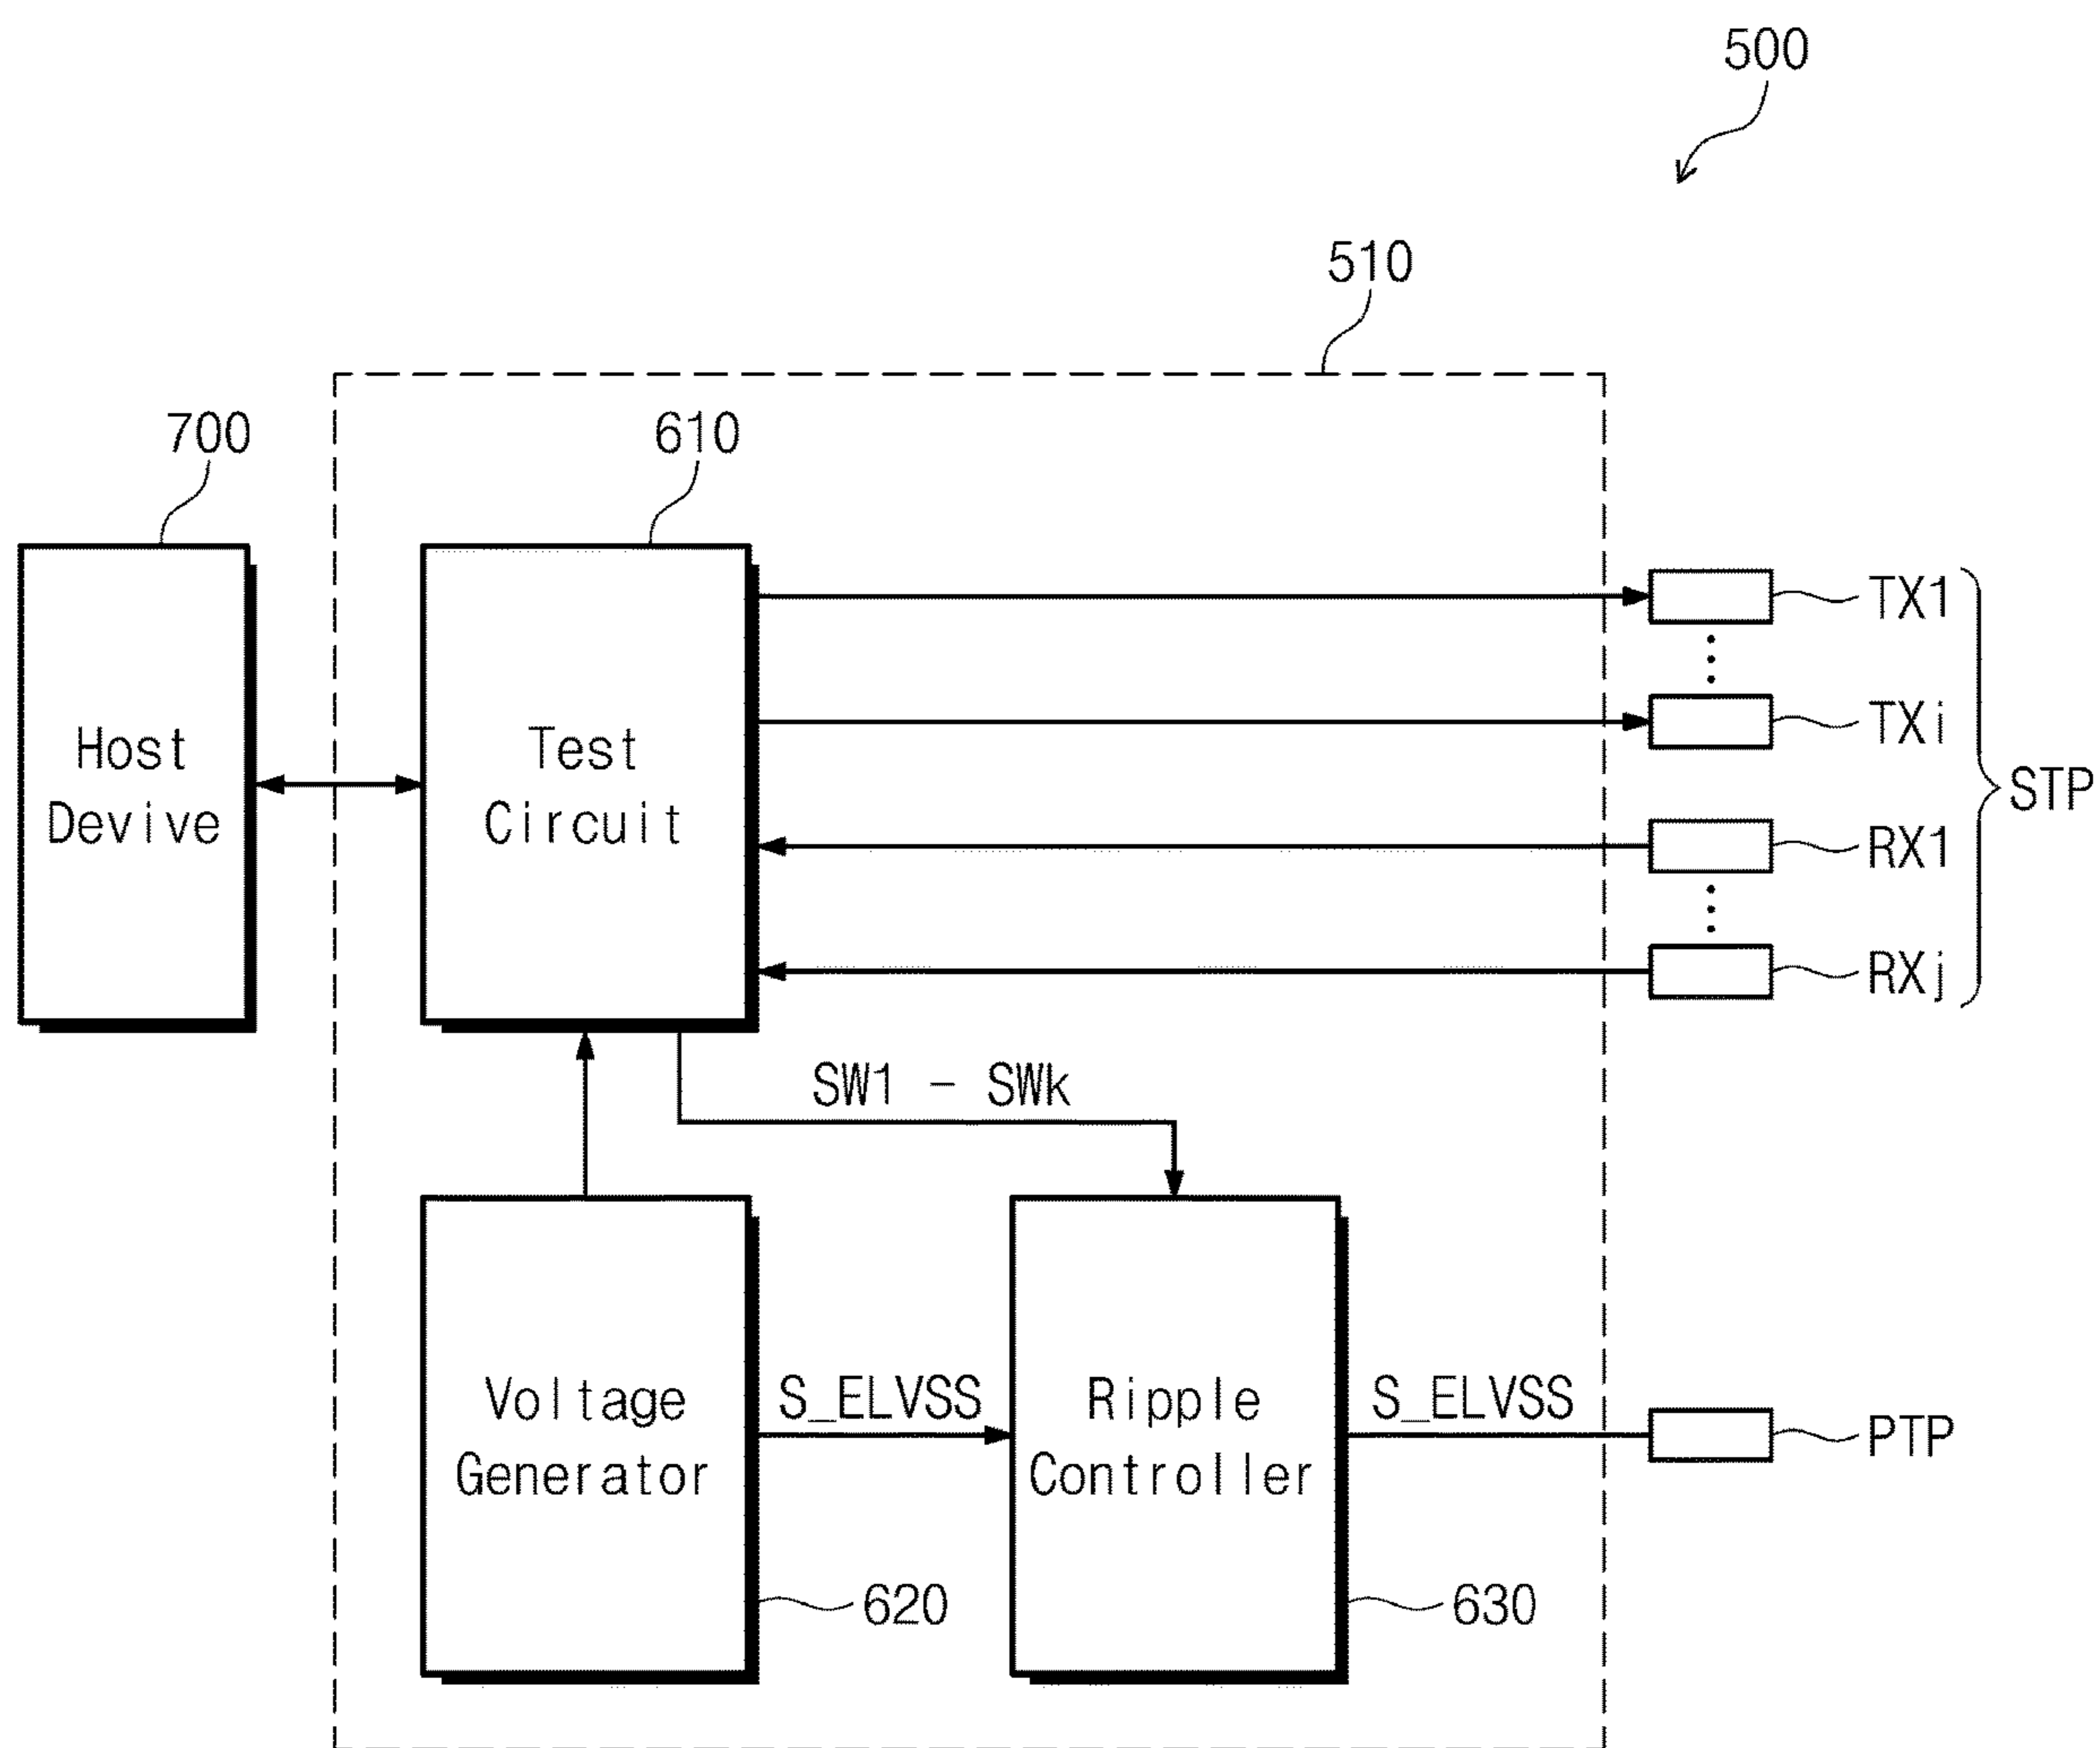 500
510
700
610
Host
Devive
Test
Circuit
TX1
TXi
RX1
RXj
STP
SW1 - SWk
Voltage
Generator
S_ELVSS
Ripple
Controller
S_ELVSS
PTP
620
630